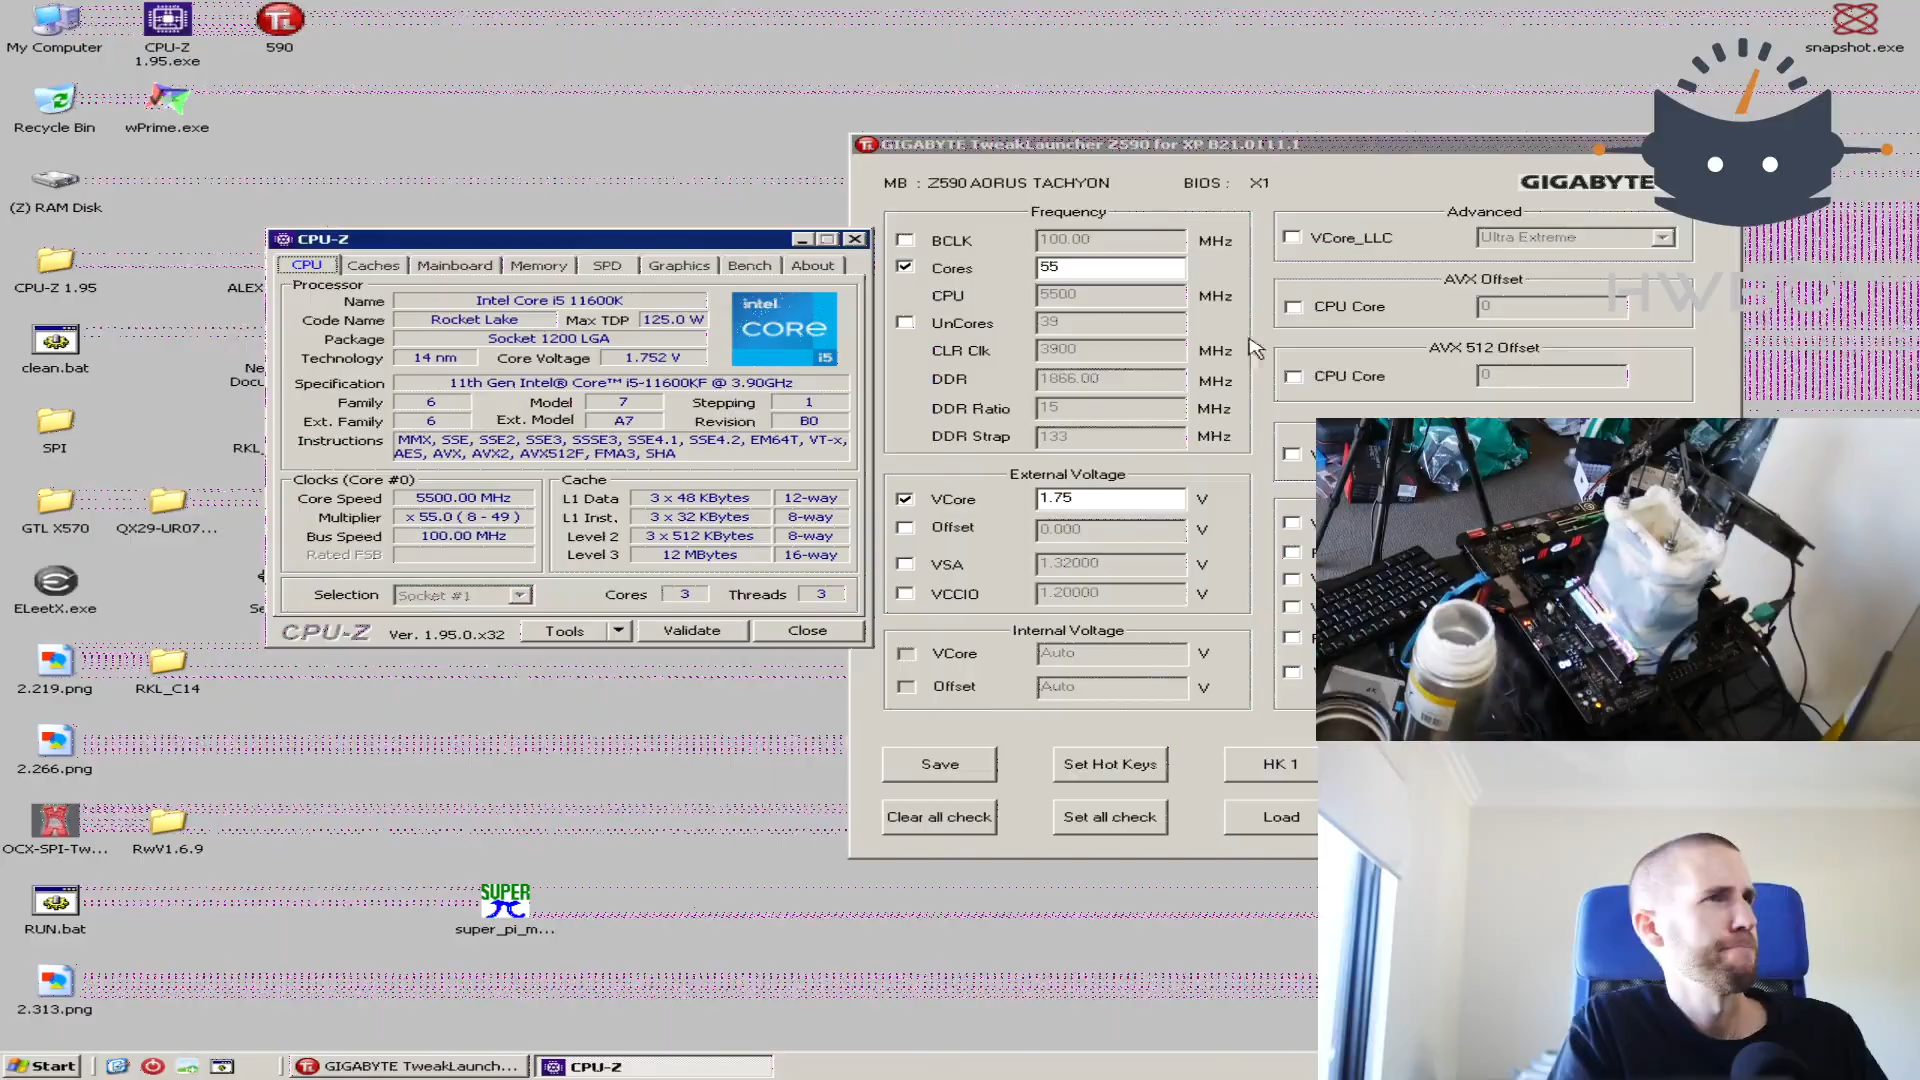 My Computer
CPU-Z
1.95.exe
590
snapshot.exe
Recycle Bin
wPrime.exe
(Z) RAM Disk
CPU-Z 1.95
ALEX
clean.bat
Ne
Docu
SPI
RKL_
GTL X570
QX29-UR07...
ELeetX.exe
Se
2.219.png
RKL_C14
2.266.png
OCX-SPI-Tw...
RwV1.6.9
SUPER
RUN.bat
super_pi_m...
2.313.png
CPU-Z
CPU
Caches
Mainboard
Memory
SPD
Graphics
Bench
About
Processor
Name
Intel Core i5 11600K
Code Name
Rocket Lake
Max TDP
125.0 W
Package
Socket 1200 LGA
Technology
14 nm
Core Voltage
1.752 V
intel
CORE
i5
Specification
11th Gen Intel® Core™ i5-11600KF @ 3.90GHz
Family
6
Model
7
Stepping
1
Ext. Family
6
Ext. Model
A7
Revision
B0
Instructions
MMX, SSE, SSE2, SSE3, SSSE3, SSE4.1, SSE4.2, EM64T, VT-x,
AES, AVX, AVX2, AVX512F, FMA3, SHA
Clocks (Core #0)
Core Speed
5500.00 MHz
Multiplier
x 55.0 ( 8 - 49 )
Bus Speed
100.00 MHz
Rated FSB
Cache
L1 Data
3 x 48 KBytes
12-way
L1 Inst.
3 x 32 KBytes
8-way
Level 2
3 x 512 KBytes
8-way
Level 3
12 MBytes
16-way
Selection
Socket #1
Cores
3
Threads
3
CPU-Z
Ver. 1.95.0.x32
Tools
Validate
Close
GIGABYTE TweakLauncher Z590 for XP B21.0111.1
MB : Z590 AORUS TACHYON
BIOS : X1
GIGABYTE
Frequency
BCLK
100.00
MHz
Cores
55
CPU
5500
MHz
UnCores
39
CLR Clk
3900
MHz
DDR
1866.00
MHz
DDR Ratio
15
MHz
DDR Strap
133
MHz
External Voltage
VCore
1.75
V
Offset
0.000
V
VSA
1.32000
V
VCCIO
1.20000
V
Internal Voltage
VCore
Auto
V
Offset
Auto
V
Advanced
VCore_LLC
Ultra Extreme
AVX Offset
CPU Core
0
AVX 512 Offset
CPU Core
0
HWBOT
Save
Set Hot Keys
HK 1
Clear all check
Set all check
Load
Start
GIGABYTE TweakLaunch...
CPU-Z